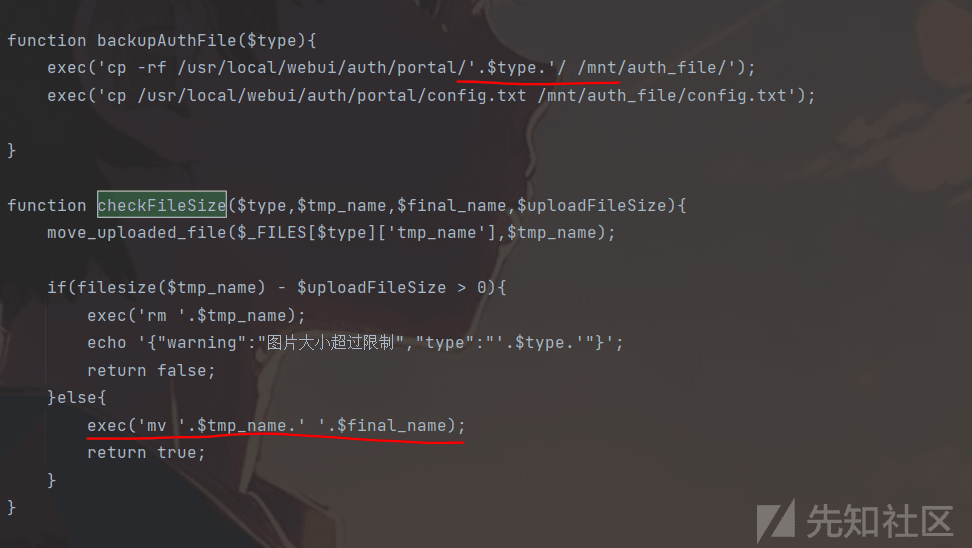 function backupAuthFile($type){
exec('cp -rf /usr/local/webui/auth/portal/'.$type.'/ /mnt/auth_file/');
exec('cp /usr/local/webui/auth/portal/config.txt /mnt/auth_file/config.txt');
}
function checkFileSize($type,$tmp_name,$final_name,$uploadFileSize){
move_uploaded_file($_FILES[$type]['tmp_name'],$tmp_name);
if(filesize($tmp_name) - $uploadFileSize > 0){
exec('rm '.$tmp_name);
echo '{"warning":"图片大小超过限制","type":"'.$type.'"}';
return false;
}else{
exec('mv '.$tmp_name.' '.$final_name);
return true;
}
}
先知社区